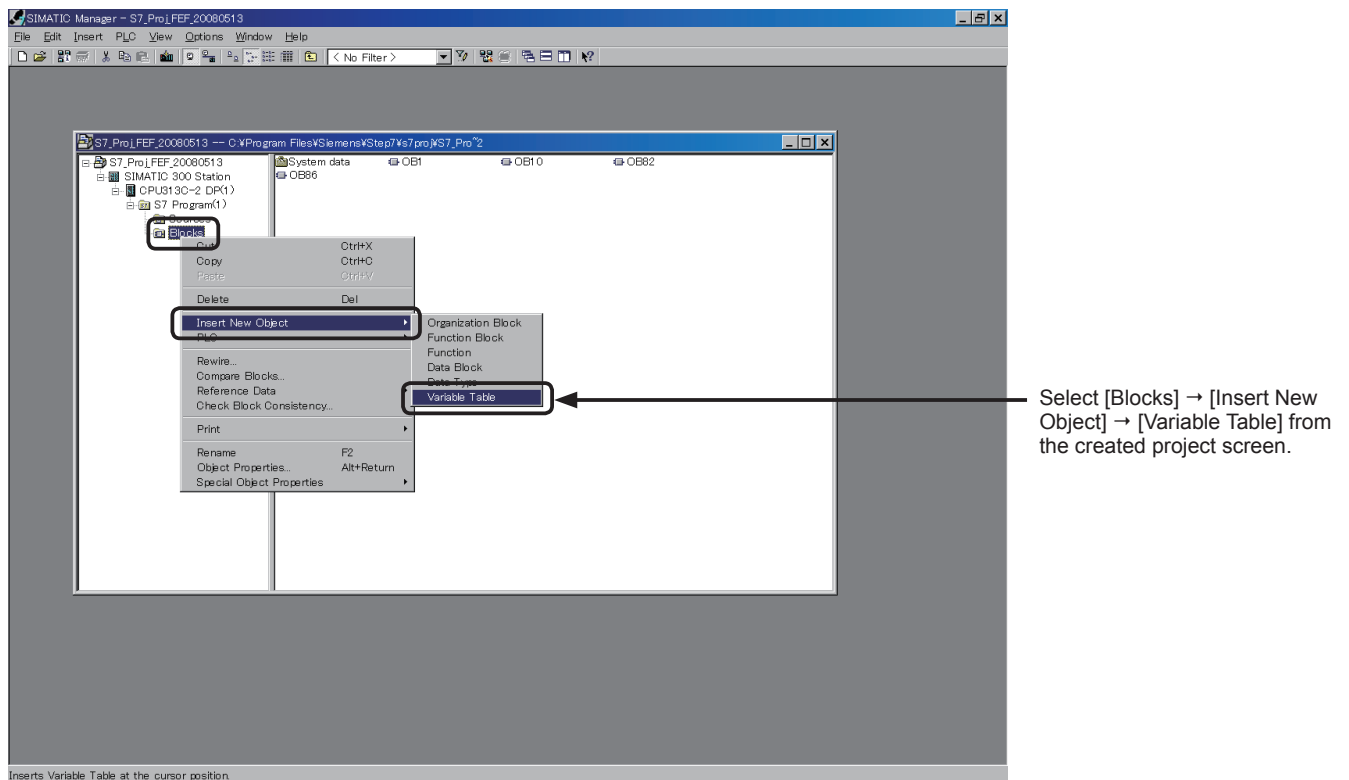 SIMATIC Manager - S7_Proj_FEF_20080513
File Edit Insert PLC View Options Window Help
< No Filter >
S7_Proj_FEF_20080513 -- C:¥Program Files¥Siemens¥Step7¥s7proj¥S7_Pro~2
S7_Proj_FEF_20080513
SIMATIC 300 Station
CPU313C-2 DP(1)
S7 Program(1)
Sources
Blocks
System data OB1 OB10 OB82
OB86
Cut Ctrl+X
Copy Ctrl+C
Paste Ctrl+V
Delete Del
Insert New Object
PLC
Rewire...
Compare Blocks...
Reference Data
Check Block Consistency...
Print
Rename F2
Object Properties... Alt+Return
Special Object Properties
Organization Block
Function Block
Function
Data Block
Data Type
Variable Table
Select [Blocks] → [Insert New
Object] → [Variable Table] from
the created project screen.
Inserts Variable Table at the cursor position.